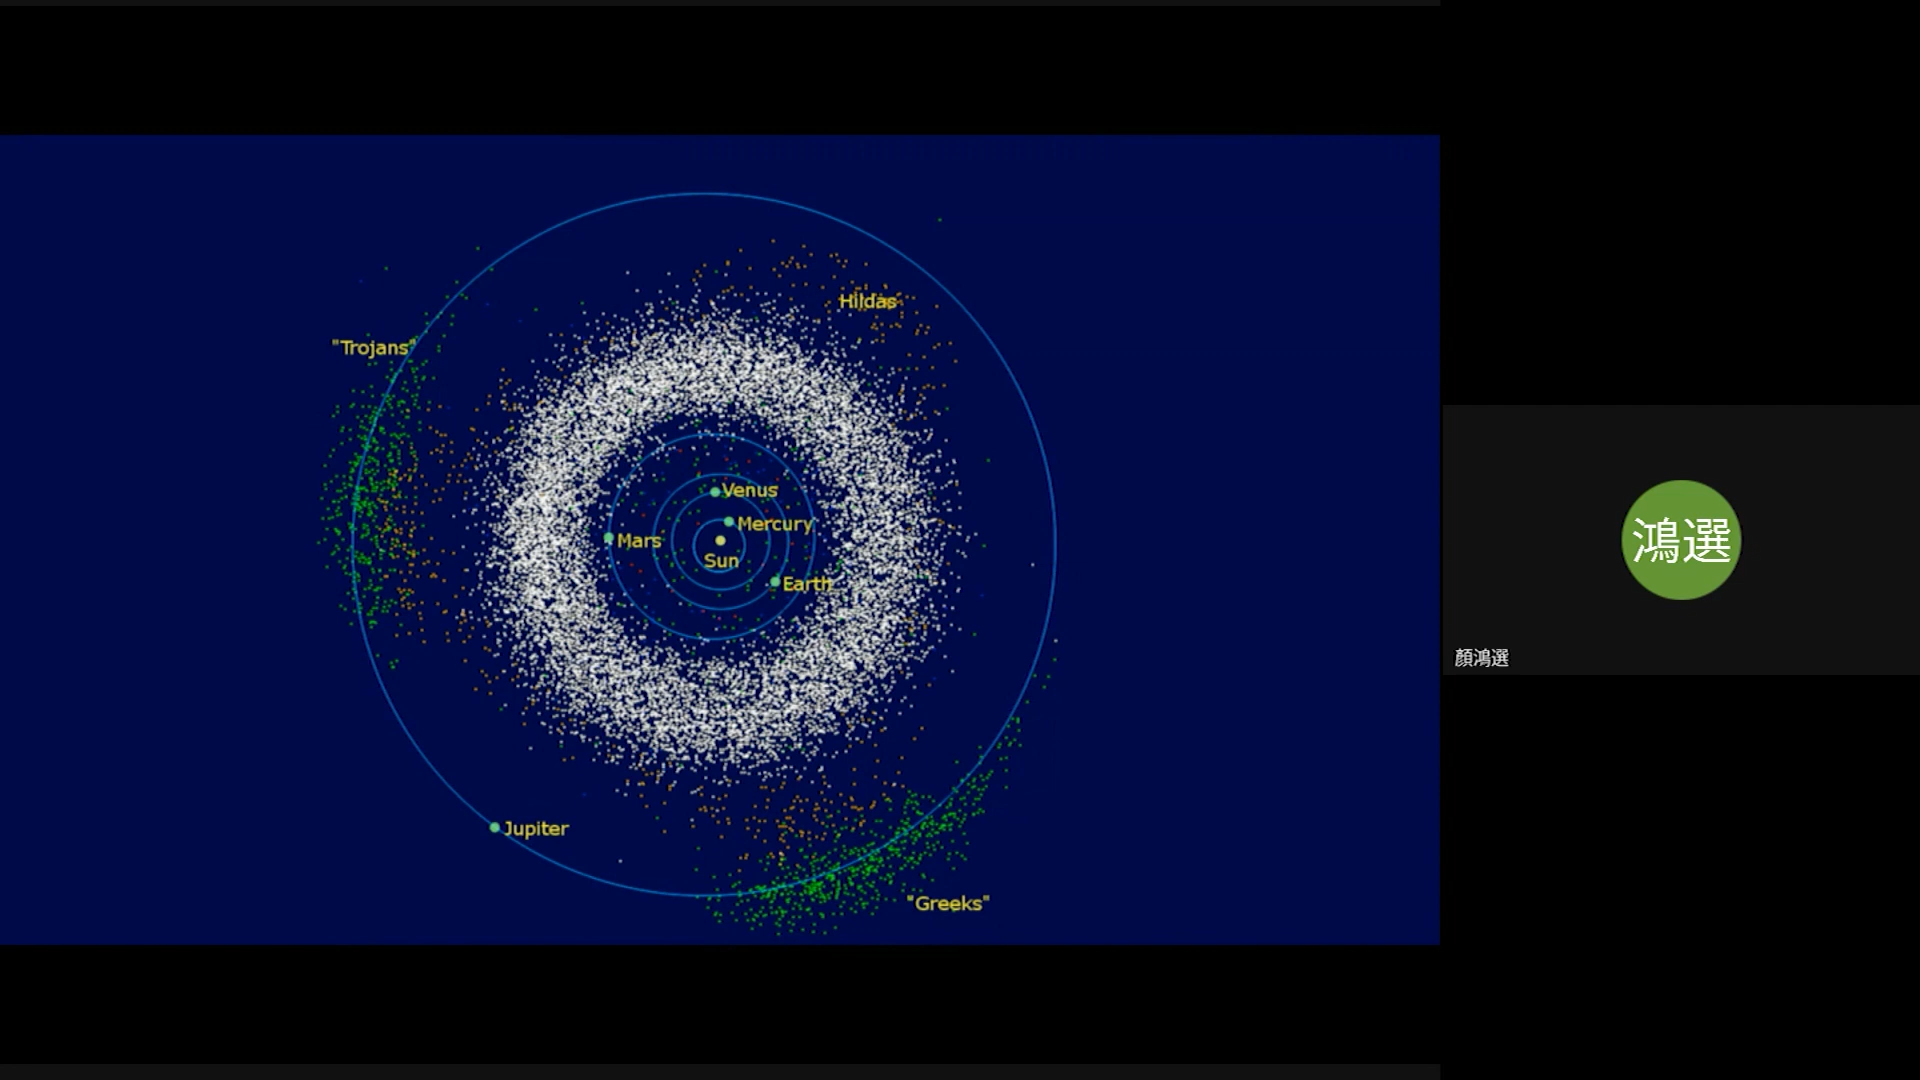 Hildas
"Trojans"
Venus
Mercury
Mars
Sun
Earth
Jupiter
"Greeks"
鴻選
顏鴻選